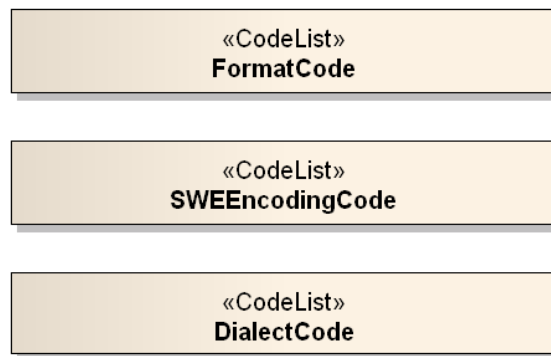 «CodeList»
FormatCode
«CodeList»
SWEEncodingCode
«CodeList»
DialectCode